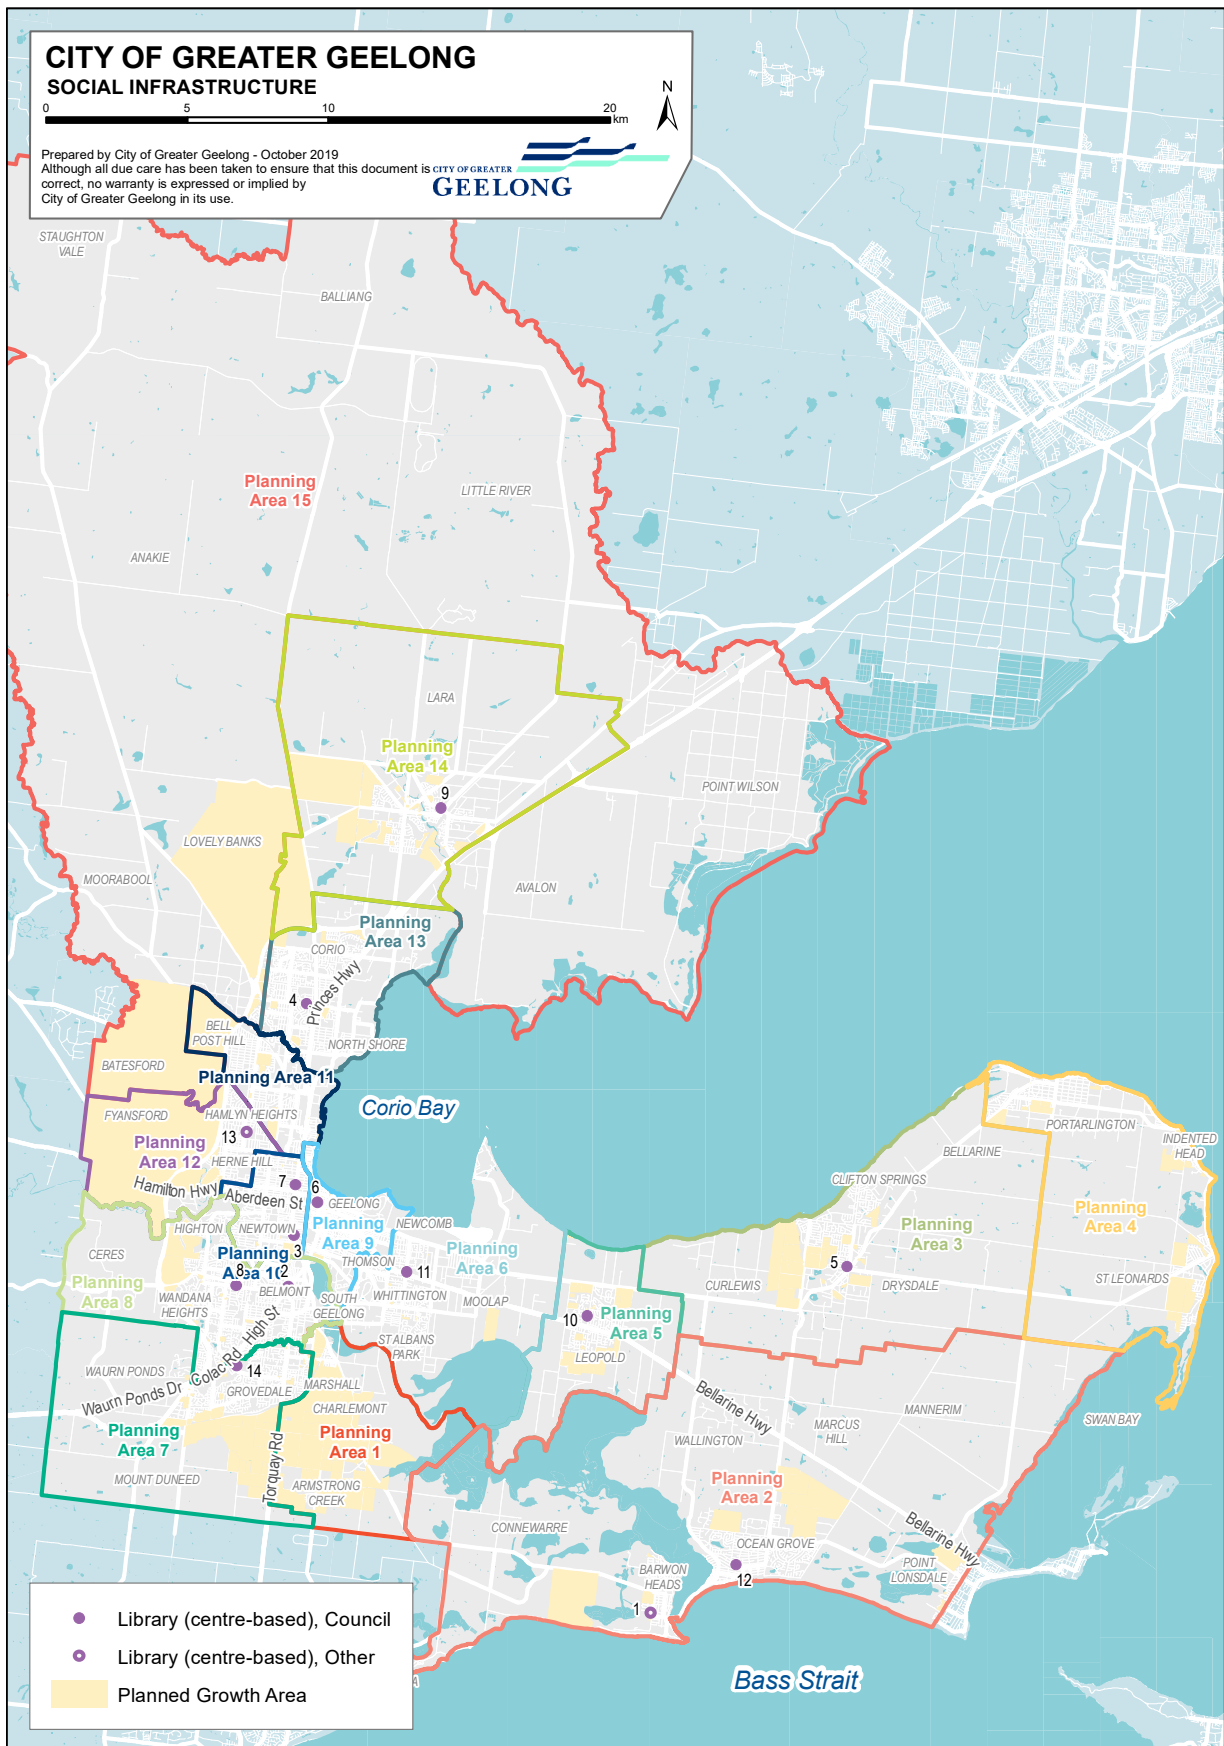 CITY OF GREATER GEELONG
SOCIAL INFRASTRUCTURE
0 5 10 20
km
N
Prepared by City of Greater Geelong - October 2019
Although all due care has been taken to ensure that this document is
correct, no warranty is expressed or implied by
City of Greater Geelong in its use.
CITY OF GREATER
GEELONG
STAUGHTON
VALE
BALLIANG
Planning
Area 15
LITTLE RIVER
ANAKIE
LARA
Planning
Area 14
9
POINT WILSON
LOVELY BANKS
MOORABOOL
AVALON
Planning
Area 13
CORIO
Princes Hwy
4
BELL
POST HILL
NORTH SHORE
BATESFORD
Planning Area 11
Corio Bay
FYANSFORD
HAMLYN HEIGHTS
13
Planning
Area 12
HERNE HILL
Hamilton Hwy
Aberdeen St
7
6
GEELONG
HIGHTON
NEWTOWN
3
Planning
Area 9
NEWCOMB
CERES
Planning
Area 10
THOMSON
Planning
Area 6
8
2
11
Planning
Area 8
WANDANA
HEIGHTS
BELMONT
SOUTH
GEELONG
WHITTINGTON
MOOLAP
High St
ST ALBANS
PARK
10
Planning
Area 5
LEOPOLD
PORTARLINGTON
INDENTED
HEAD
BELLARINE
CLIFTON SPRINGS
Planning
Area 3
Planning
Area 4
5
CURLEWIS
DRYSDALE
ST LEONARDS
WAURN PONDS
Colac Rd
14
Waurn Ponds Dr
GROVEDALE
MARSHALL
CHARLEMONT
Planning
Area 7
Planning
Area 1
Torquay Rd
MOUNT DUNEED
ARMSTRONG
CREEK
Bellarine Hwy
WALLINGTON
MARCUS
HILL
MANNERIM
SWAN BAY
Planning
Area 2
CONNEWARRE
OCEAN GROVE
Bellarine Hwy
POINT
LONSDALE
BARWON
HEADS
12
1
Library (centre-based), Council
Library (centre-based), Other
Planned Growth Area
Bass Strait